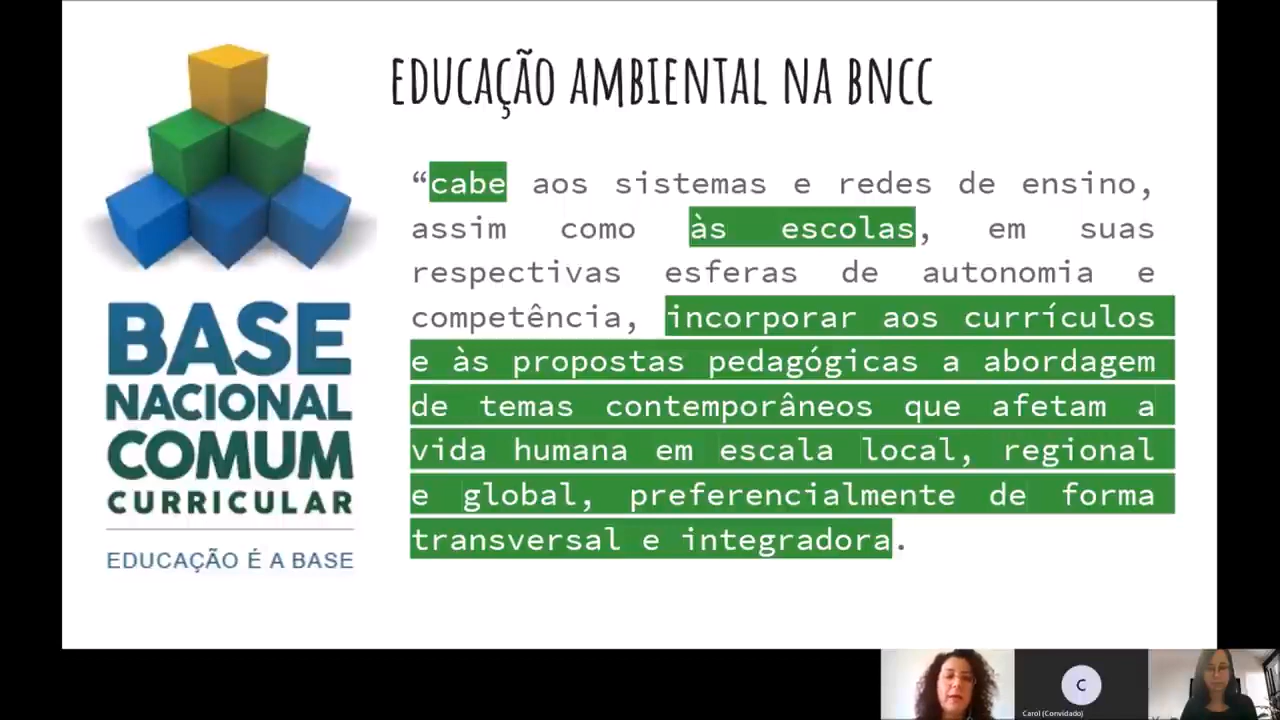 EDUCAÇÃO AMBIENTAL NA BNCC
“cabe aos sistemas e redes de ensino,
assim como às escolas, em suas
respectivas esferas de autonomia e
competência, incorporar aos currículos
e às propostas pedagógicas a abordagem
de temas contemporâneos que afetam a
vida humana em escala local, regional
e global, preferencialmente de forma
transversal e integradora.
BASE
NACIONAL
COMUM
CURRICULAR
EDUCAÇÃO É A BASE
C
Carol (Convidado)